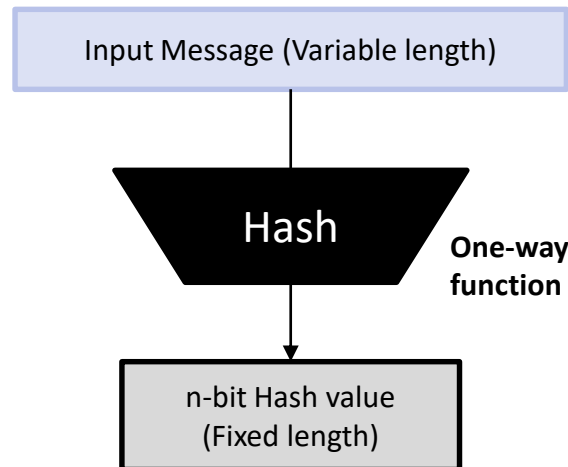 Input Message (Variable length)
Hash
One-way
function
n-bit Hash value
(Fixed length)